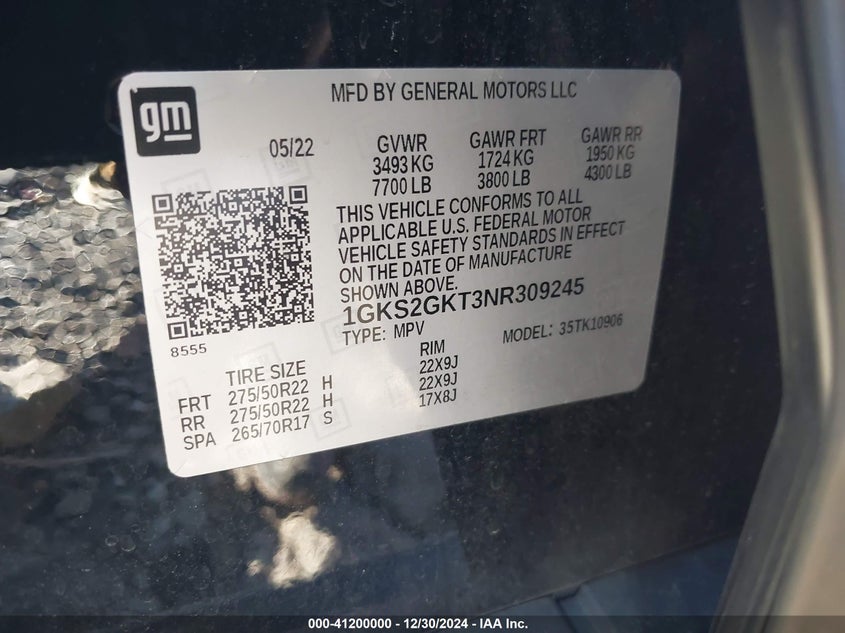 gm
MFD BY GENERAL MOTORS LLC
05/22
GVWR
3493 KG
7700 LB
GAWR FRT
1724 KG
3800 LB
GAWR RR
1950 KG
4300 LB
THIS VEHICLE CONFORMS TO ALL
APPLICABLE U.S. FEDERAL MOTOR
VEHICLE SAFETY STANDARDS IN EFFECT
ON THE DATE OF MANUFACTURE
SHOWN ABOVE.
1GKS2GKT3NR309245
TYPE: MPV
MODEL: 35TK10906
8555
TIRE SIZE RIM
FRT 275/50R22 H 22X9J
RR 275/50R22 H 22X9J
SPA 265/70R17 S 17X8J
000-41200000 - 12/30/2024 - IAA Inc.